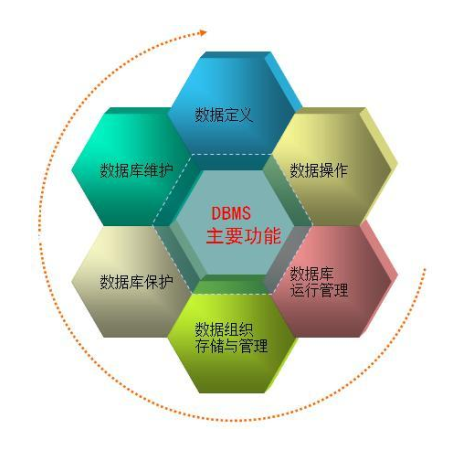 数据定义
数据库维护
数据操作
DBMS
主要功能
数据库保护
数据库
运行管理
数据组织
存储与管理